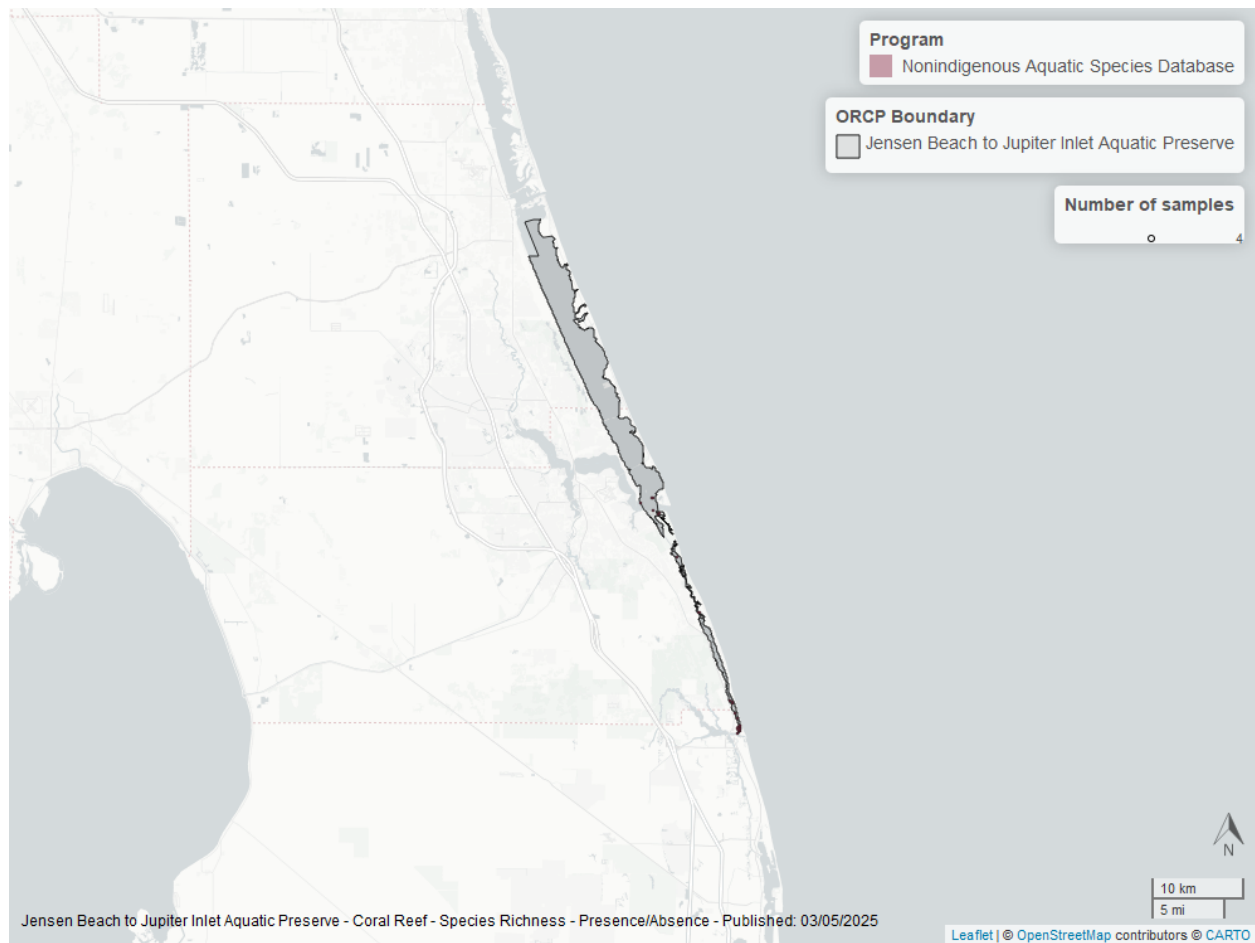 Program
Nonindigenous Aquatic Species Database
ORCP Boundary
Jensen Beach to Jupiter Inlet Aquatic Preserve
Number of samples
4
N
10 km
5 mi
Jensen Beach to Jupiter Inlet Aquatic Preserve - Coral Reef - Species Richness - Presence/Absence - Published: 03/05/2025
Leaflet | © OpenStreetMap contributors © CARTO